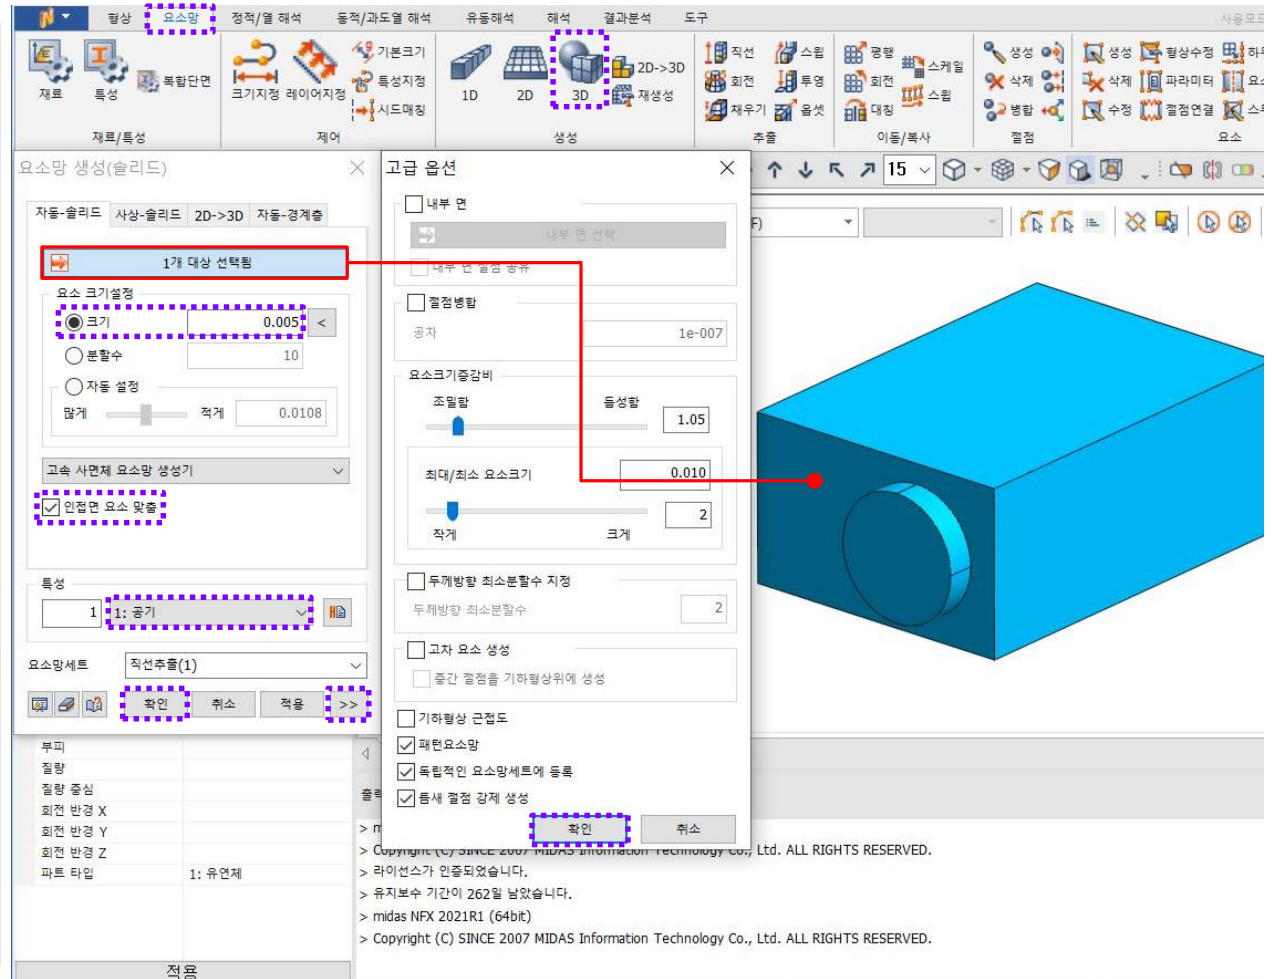 형상 요소망 정적/열 해석 동적/과도열 해석 유동해석 해석 결과분석 도구
재료 특성 복합단면
재료/특성
크기지정 레이어지정 기본크기 특성지정 시드매칭
제어
1D 2D 3D 2D->3D 재생성
생성
직선 스윕
회전 투영
채우기 옵셋
추출
평행 스케일
회전 스윕
대칭
이동/복사
생성
삭제
병합
절점
생성 형상수정
삭제 파라미터
수정 절점연결
요소
요소망 생성(솔리드)
자동-솔리드 사상-솔리드 2D->3D 자동-경계층
1개 대상 선택됨
요소 크기설정
크기 0.005 <
분할수 10
자동 설정
많게 적게 0.0108
고속 사면체 요소망 생성기
인접면 요소 맞춤
특성
1 1: 공기
요소망세트 직선추출(1)
확인 취소 적용 >>
고급 옵션
내부 면
내부 면 선택
내부 면 절점 공유
절점병합
공차 1e-007
요소크기증감비
조밀함 듬성함
1.05
최대/최소 요소크기 0.010
2
작게 크게
두께방향 최소분할수 지정
두께방향 최소분할수 2
고차 요소 생성
중간 절점을 기하형상위에 생성
기하형상 근접도
패턴요소망
독립적인 요소망세트에 등록
틈새 절점 강제 생성
확인 취소
15
F)
부피
질량
질량 중심
회전 반경 X
회전 반경 Y
회전 반경 Z
파트 타입 1: 유연체
적용
> Copyright (C) SINCE 2007 MIDAS Information Technology Co., Ltd. ALL RIGHTS RESERVED.
> 라이선스가 인증되었습니다.
> 유지보수 기간이 262일 남았습니다.
> midas NFX 2021R1 (64bit)
> Copyright (C) SINCE 2007 MIDAS Information Technology Co., Ltd. ALL RIGHTS RESERVED.